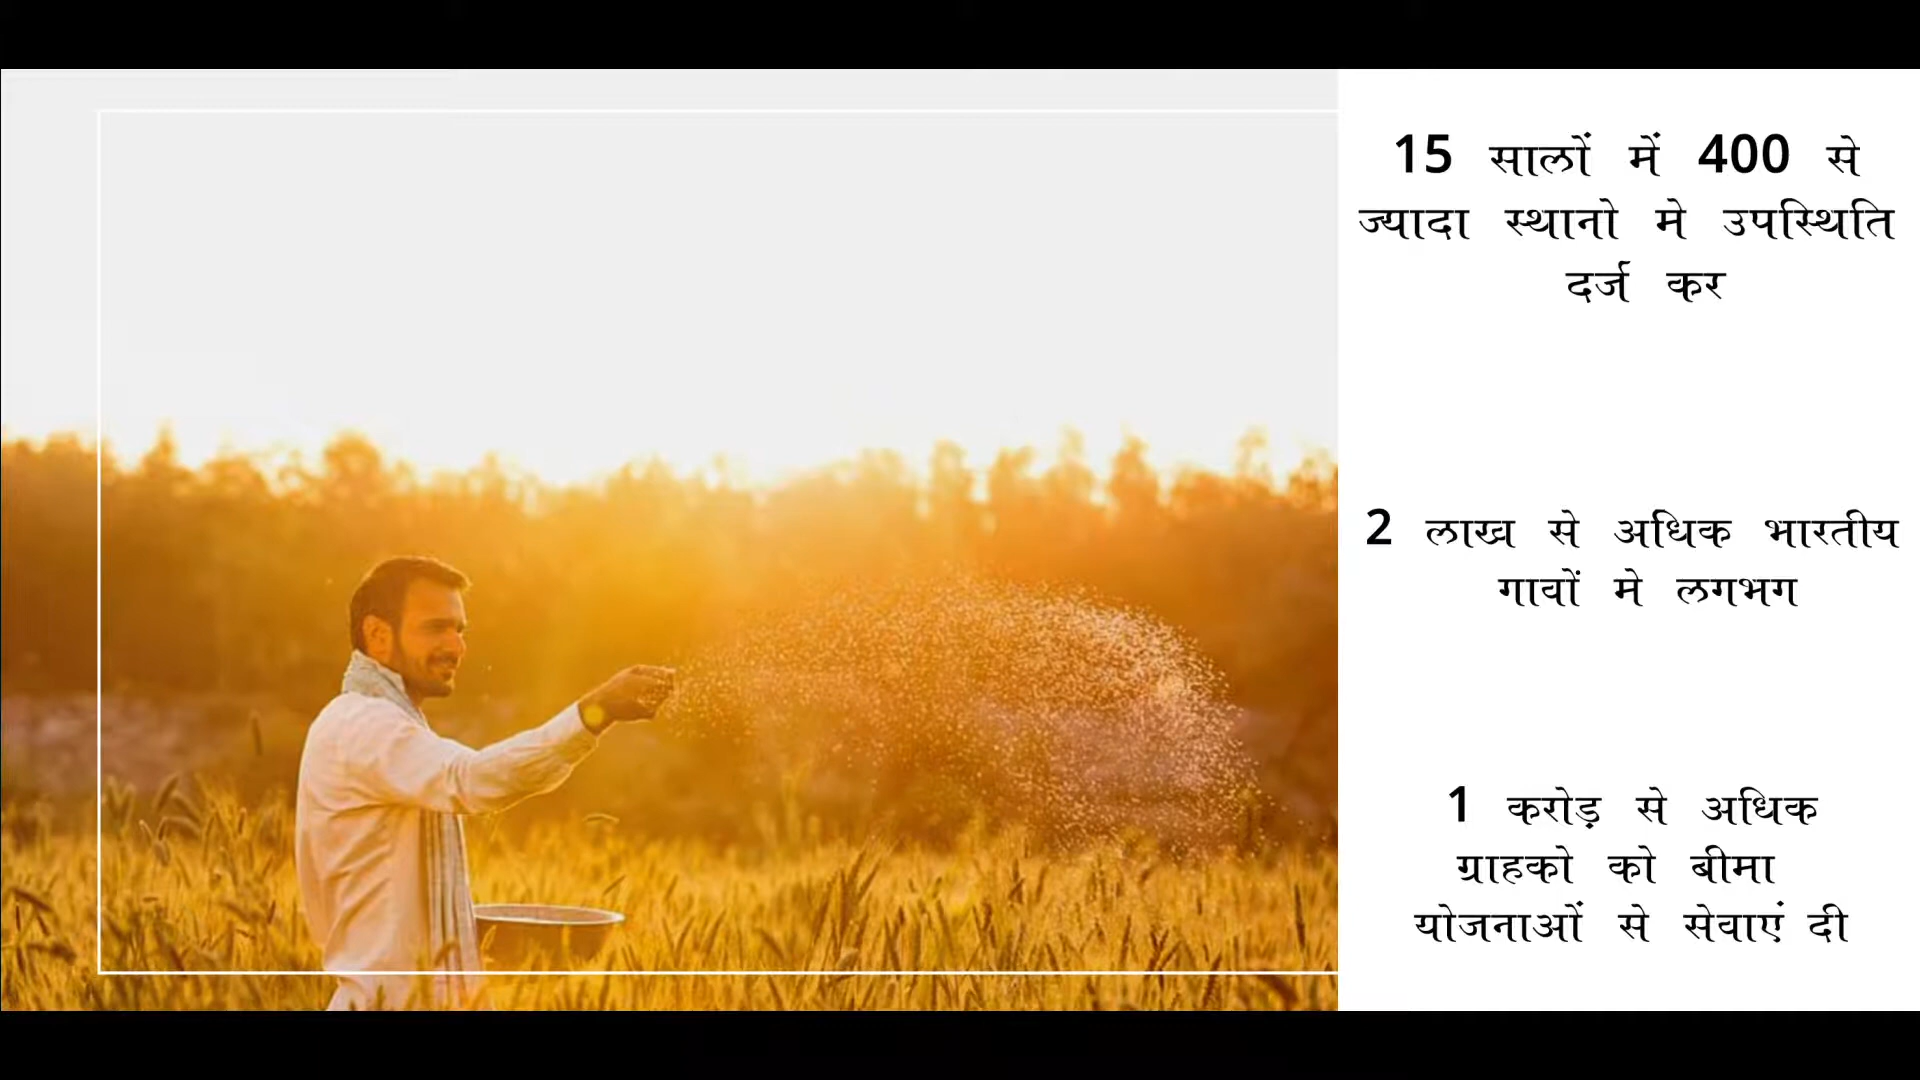 15 सालों में 400 से
ज्यादा स्थानो मे उपस्थिति
दर्ज कर
2 लाख से अधिक भारतीय
गावों मे लगभग
1 करोड़ से अधिक
ग्राहको को बीमा
योजनाओं से सेवाएं दी